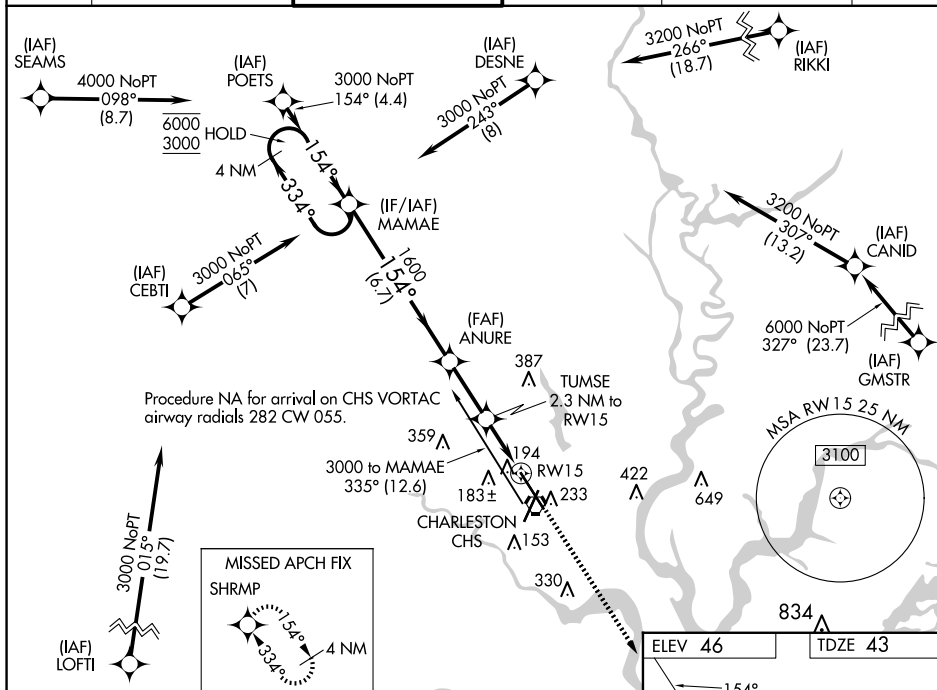 (IAF)
SEAMS
4000 NoPT
098°
(8.7)
(IAF)
POETS
3000 NoPT
154° (4.4)
6000
3000
HOLD
4 NM
154°
334°
(IF/IAF)
MAMAE
(IAF)
DESNE
3000 NoPT
243°
(8)
3200 NoPT
266°
(18.7)
(IAF)
RIKKI
3200 NoPT
307°
(13.2)
(IAF)
CANID
6000 NoPT
327° (23.7)
(IAF)
GMSTR
(IAF)
CEBTI
3000 NoPT
065°
(7)
1600
154°
(6.7)
(FAF)
ANURE
387
TUMSE
2.3 NM to
RW15
Procedure NA for arrival on CHS VORTAC
airway radials 282 CW 055.
359
3000 to MAMAE
335° (12.6)
194
RW15
183±
233
422
649
CHARLESTON
CHS
153
330
MSA RW15 25 NM
3100
3000 NoPT
015°
(19.7)
(IAF)
LOFTI
MISSED APCH FIX
SHRMP
154°
334°
4 NM
834
ELEV 46
TDZE 43
154°